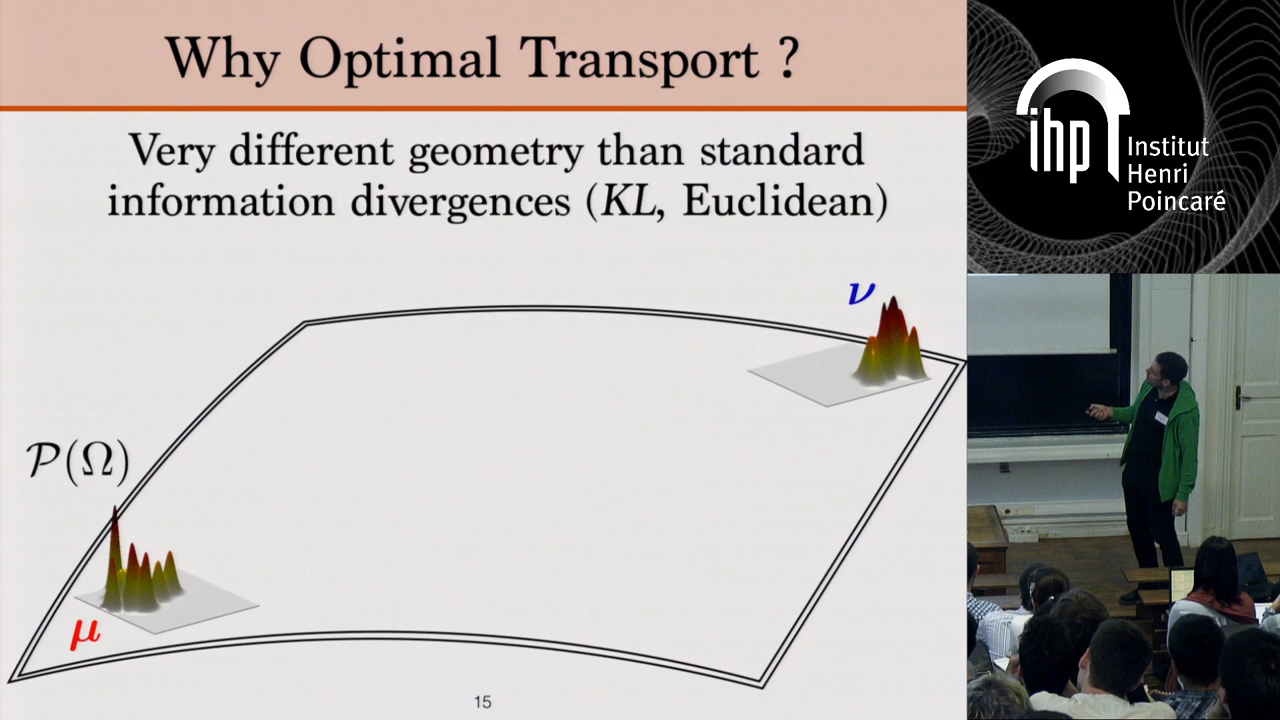 Why Optimal Transport ?
Very different geometry than standard
information divergences (KL, Euclidean)
ν
𝒫(Ω)
μ
15
ihp
Institut
Henri
Poincaré